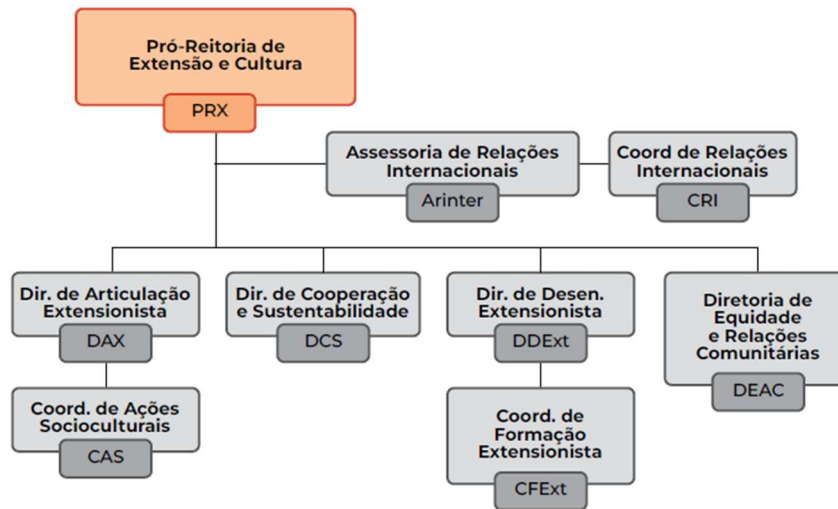 Pró-Reitoria de
Extensão e Cultura
PRX
Assessoria de Relações
Internacionais
Arinter
Coord de Relações
Internacionais
CRI
Dir. de Articulação
Extensionista
DAX
Dir. de Cooperação
e Sustentabilidade
DCS
Dir. de Desen.
Extensionista
DDExt
Diretoria de
Equidade
e Relações
Comunitárias
DEAC
Coord. de Ações
Socioculturais
CAS
Coord. de
Formação
Extensionista
CFExt